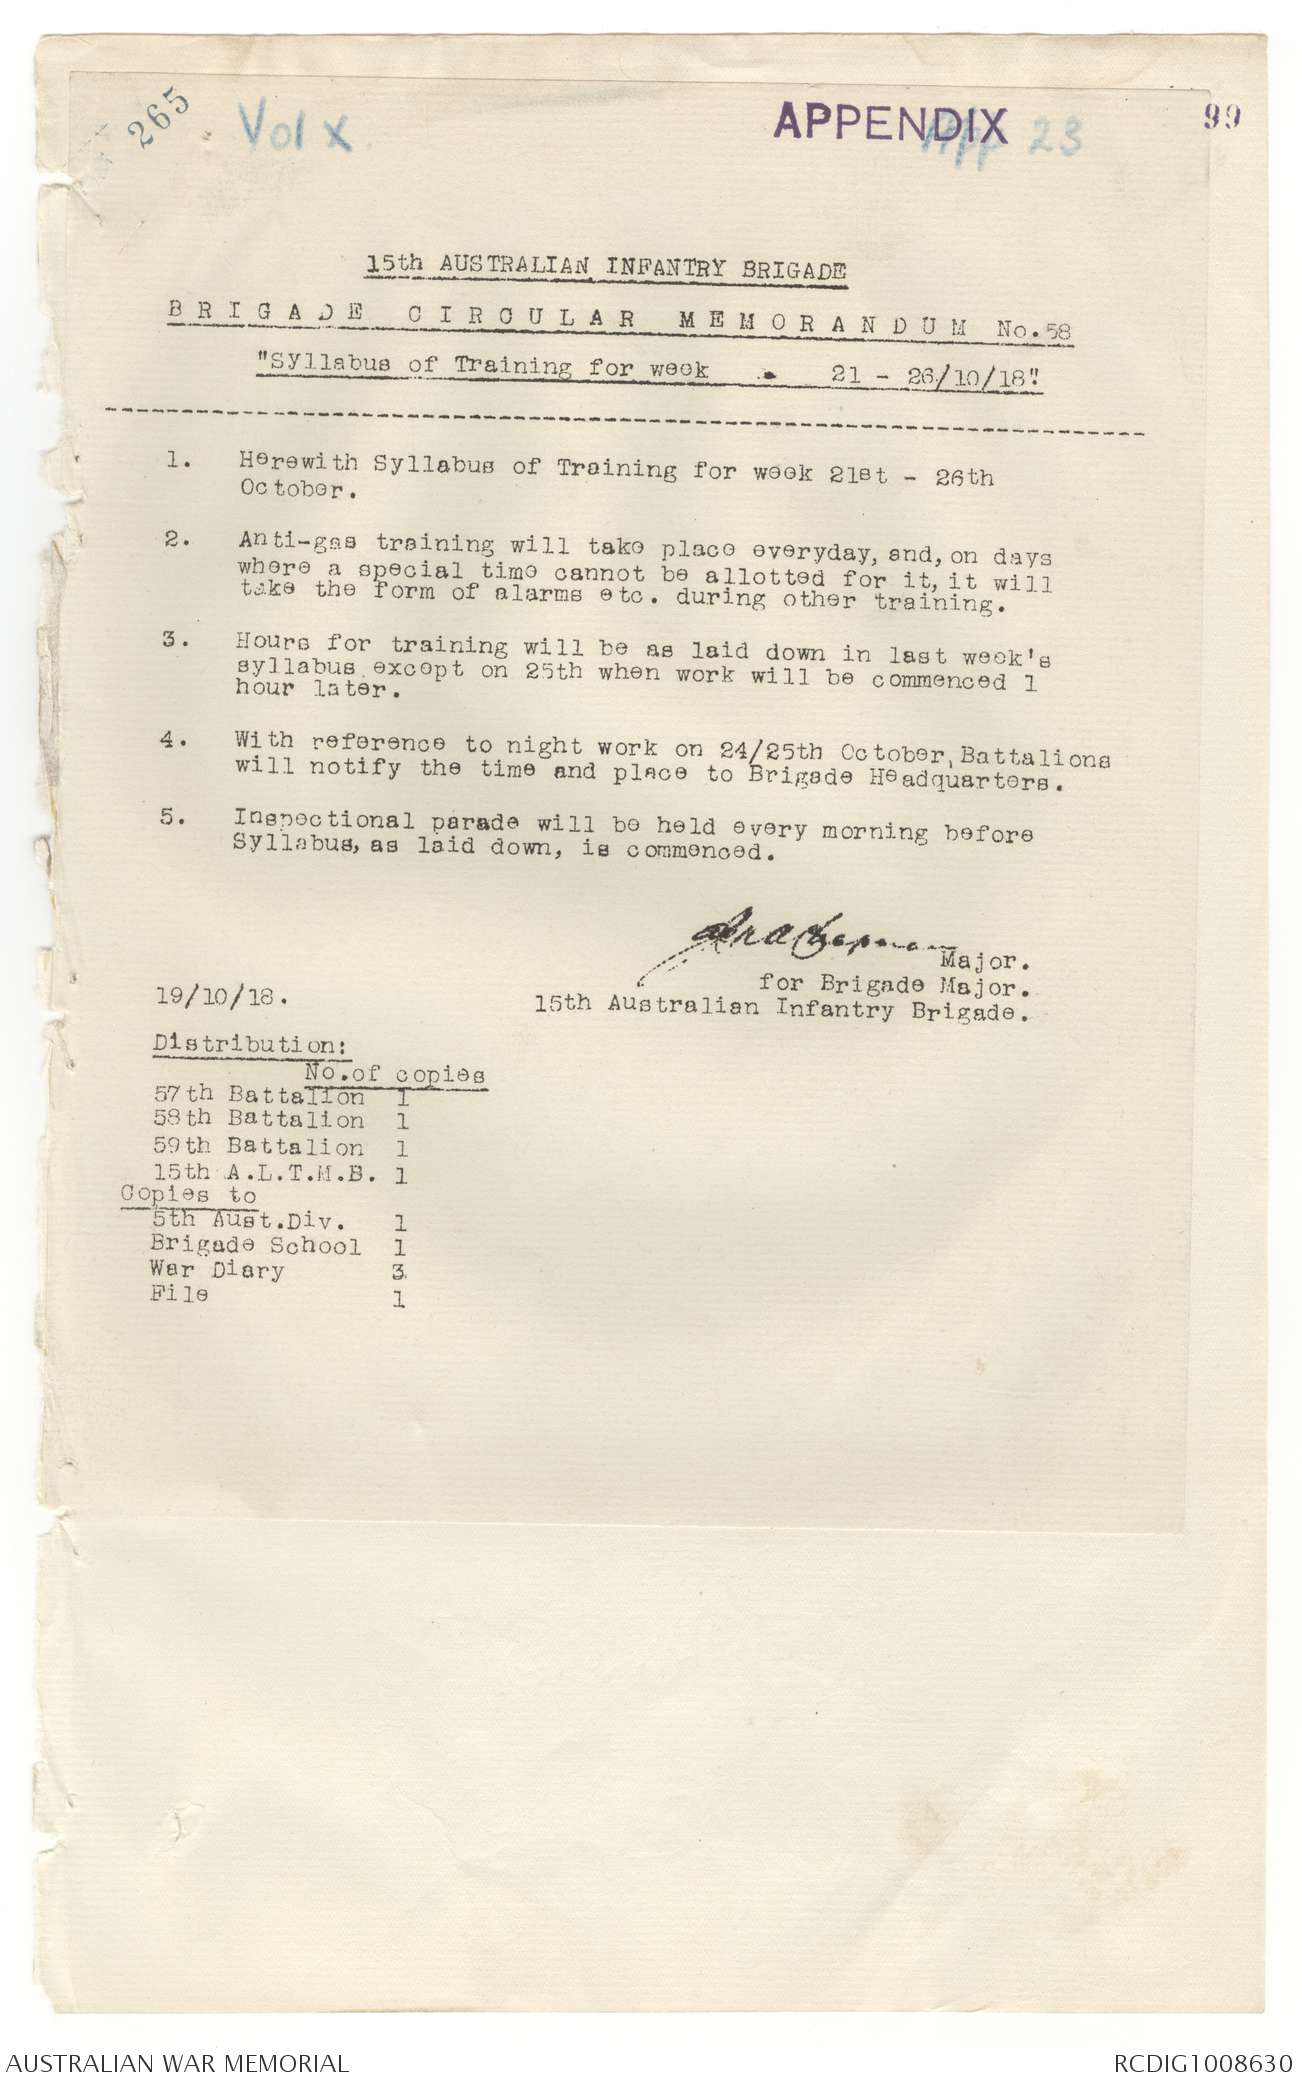 265
Vol X
APPENDIX
App 23
99
15th AUSTRALIAN INFANTRY BRIGADE
BRIGADE CIRCULAR MEMORANDUM No.58
"Syllabus of Training for week . 21 - 26/10/18"
1. Herewith Syllabus of Training for week 21st - 26th
October.
2. Anti-gas training will take place everyday, and, on days
where a special time cannot be allotted for it, it will
take the form of alarms etc. during other training.
3. Hours for training will be as laid down in last week's
syllabus except on 25th when work will be commenced 1
hour later.
4. With reference to night work on 24/25th October, Battalions
will notify the time and place to Brigade Headquarters.
5. Inspectional parade will be held every morning before
Syllabus, as laid down, is commenced.
Major.
for Brigade Major.
15th Australian Infantry Brigade.
19/10/18.
Distribution:
No.of copies
57th Battalion 1
58th Battalion 1
59th Battalion 1
15th A.L.T.M.B. 1
Copies to
5th Aust.Div. 1
Brigade School 1
War Diary 3
File 1
AUSTRALIAN WAR MEMORIAL
RCDIG1008630